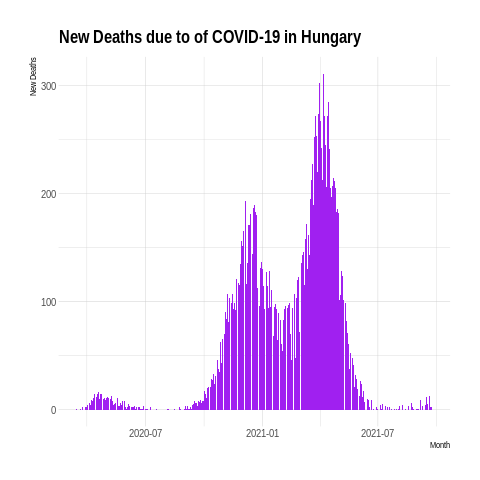 New Deaths due to of COVID-19 in Hungary
New Deaths
300
200
100
0
2020-07
2021-01
2021-07
Month